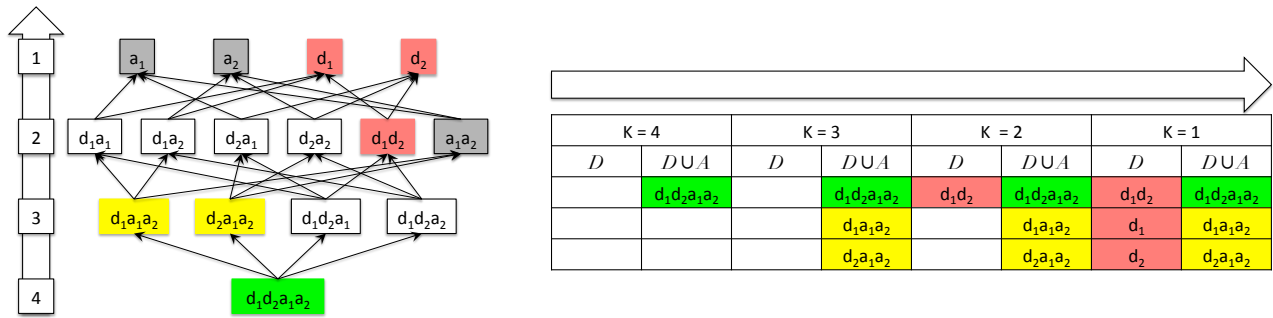 1 a₁ a₂ d₁ d₂
2 d₁a₁ d₁a₂ d₂a₁ d₂a₂ d₁d₂ a₁a₂
3 d₁a₁a₂ d₂a₁a₂ d₁d₂a₁ d₁d₂a₂
4 d₁d₂a₁a₂
K = 4 K = 3 K = 2 K = 1
D D∪A D D∪A D D∪A D D∪A
d₁d₂a₁a₂ d₁d₂a₁a₂ d₁d₂ d₁d₂a₁a₂ d₁d₂ d₁d₂a₁a₂
d₁a₁a₂ d₁a₁a₂ d₁ d₁a₁a₂
d₂a₁a₂ d₂a₁a₂ d₂ d₂a₁a₂